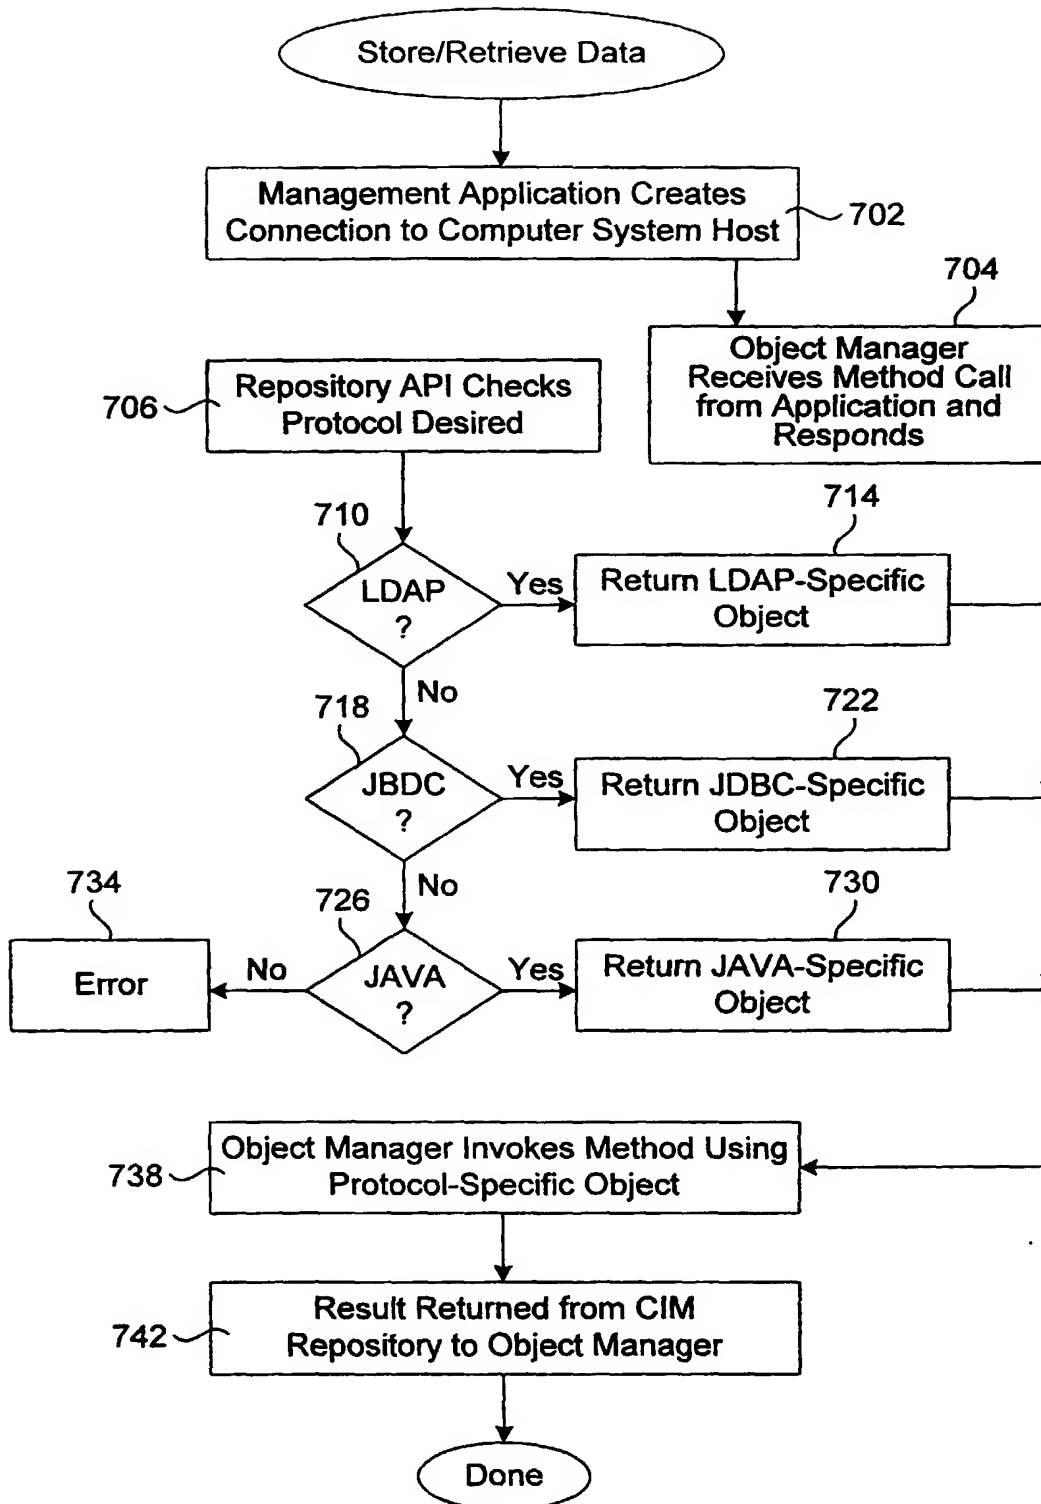 Store/Retrieve Data
Management Application Creates
Connection to Computer System Host
702
704
Object Manager
Receives Method Call
from Application and
Responds
Repository API Checks
Protocol Desired
706
710
LDAP
?
Yes
714
Return LDAP-Specific
Object
No
718
JBDC
?
Yes
722
Return JDBC-Specific
Object
No
726
JAVA
?
Yes
730
Return JAVA-Specific
Object
No
734
Error
Object Manager Invokes Method Using
Protocol-Specific Object
738
Result Returned from CIM
Repository to Object Manager
742
Done